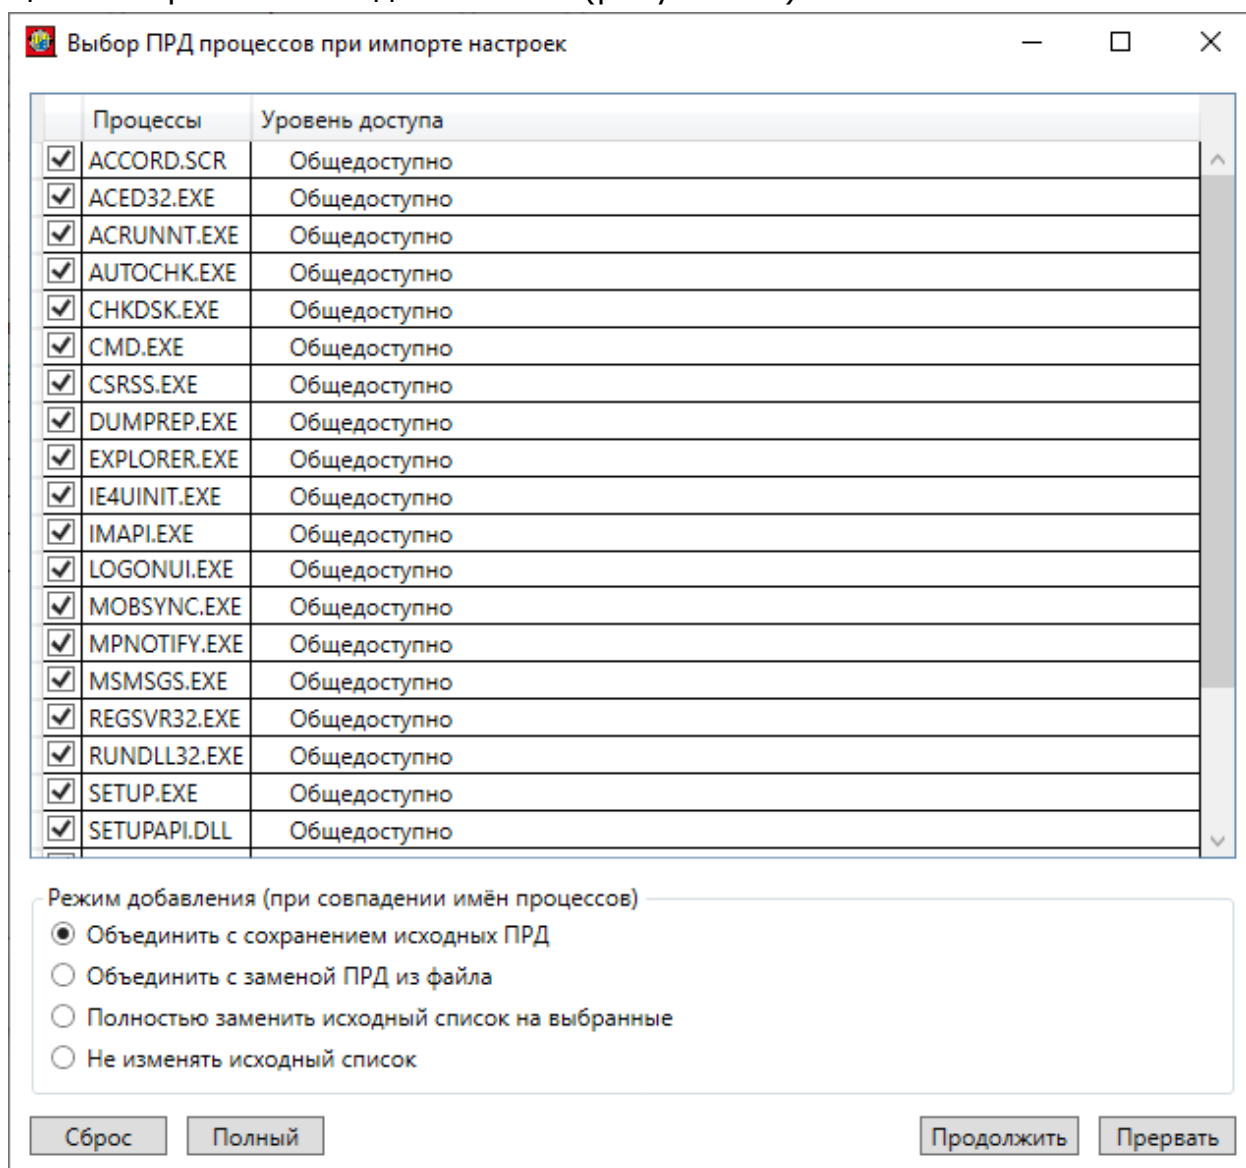 Выбор ПРД процессов при импорте настроек
Процессы Уровень доступа
ACCORD.SCR Общедоступно
ACED32.EXE Общедоступно
ACRUNNT.EXE Общедоступно
AUTOCHK.EXE Общедоступно
CHKDSK.EXE Общедоступно
CMD.EXE Общедоступно
CSRSS.EXE Общедоступно
DUMPREP.EXE Общедоступно
EXPLORER.EXE Общедоступно
IE4UINIT.EXE Общедоступно
IMAPI.EXE Общедоступно
LOGONUI.EXE Общедоступно
MOBSYNC.EXE Общедоступно
MPNOTIFY.EXE Общедоступно
MSMSGS.EXE Общедоступно
REGSVR32.EXE Общедоступно
RUNDLL32.EXE Общедоступно
SETUP.EXE Общедоступно
SETUPAPI.DLL Общедоступно
Режим добавления (при совпадении имён процессов)
Объединить с сохранением исходных ПРД
Объединить с заменой ПРД из файла
Полностью заменить исходный список на выбранные
Не изменять исходный список
Сброс Полный Продолжить Прервать